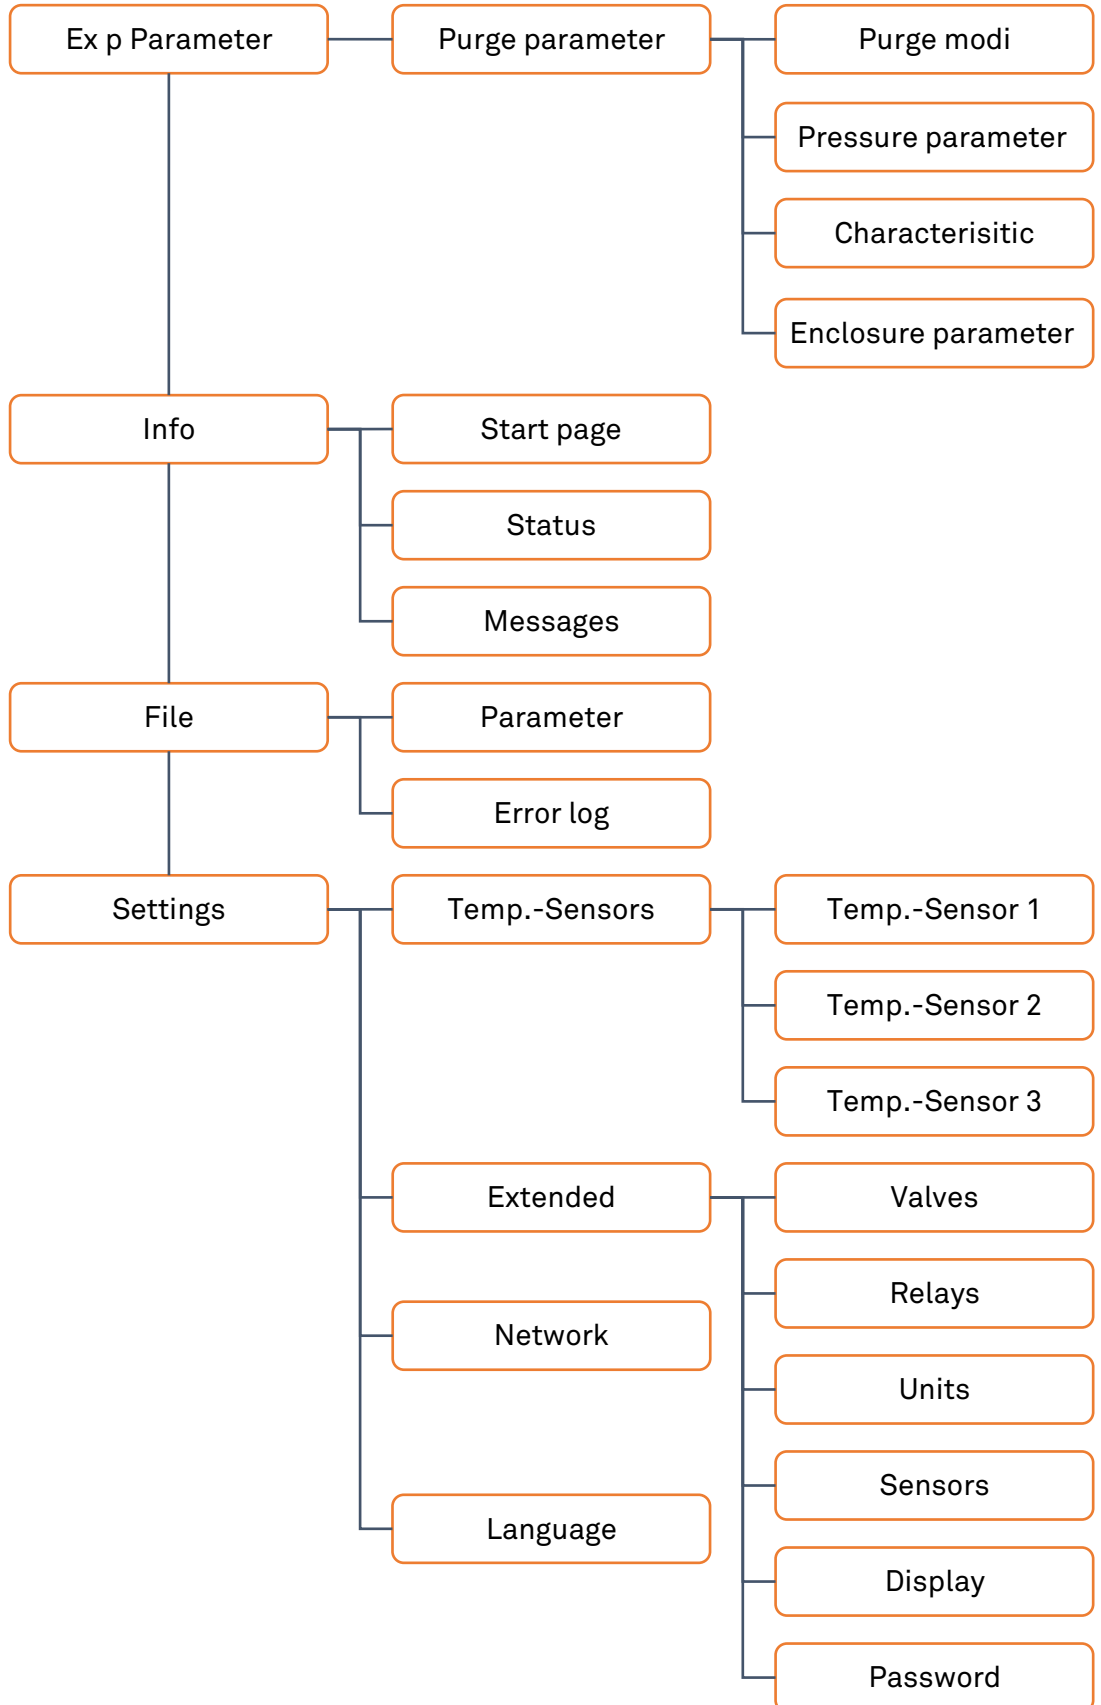 Ex p Parameter
Purge parameter
Purge modi
Pressure parameter
Characterisitic
Enclosure parameter
Info
Start page
Status
Messages
File
Parameter
Error log
Settings
Temp.-Sensors
Temp.-Sensor 1
Temp.-Sensor 2
Temp.-Sensor 3
Extended
Valves
Relays
Units
Sensors
Display
Password
Network
Language